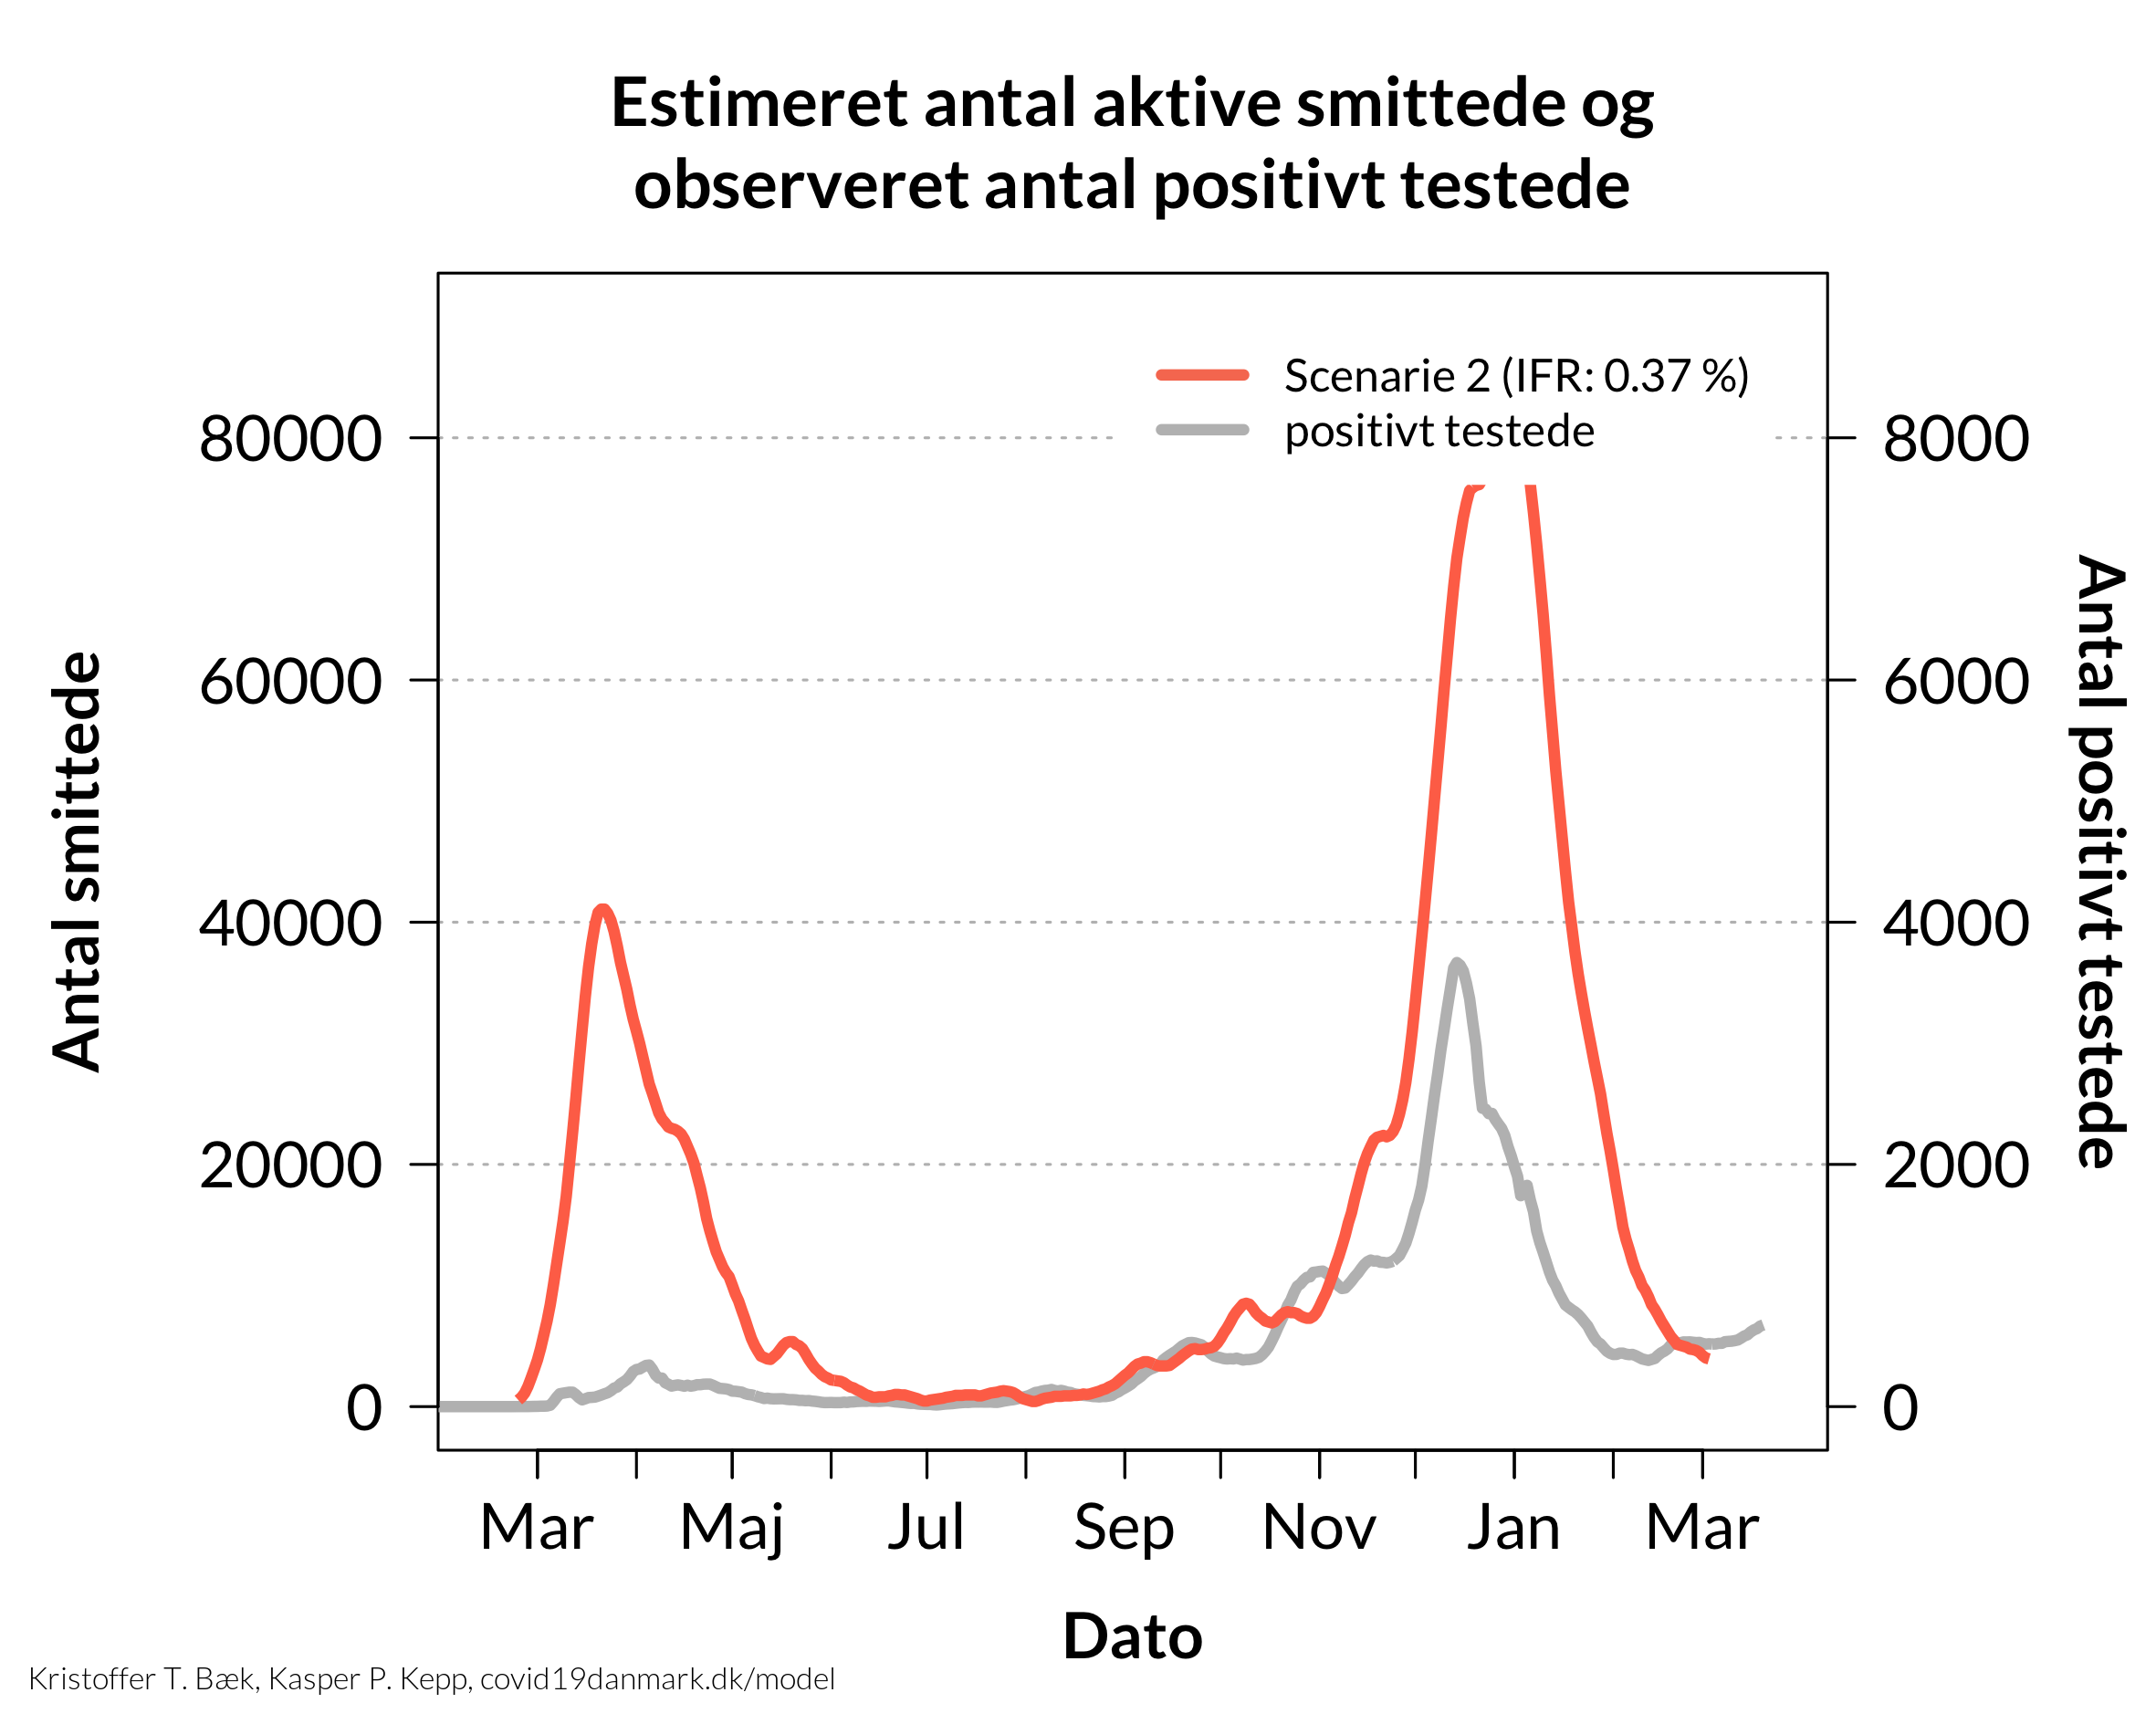 Estimeret antal aktive smittede og
observeret antal positivt testede
Scenarie 2 (IFR: 0.37 %)
positivt testede
80000
60000
40000
20000
0
Antal smittede
8000
6000
4000
2000
0
Antal positivt testede
Mar Maj Jul Sep Nov Jan Mar
Dato
Kristoffer T. Bæk, Kasper P. Kepp, covid19danmark.dk/model